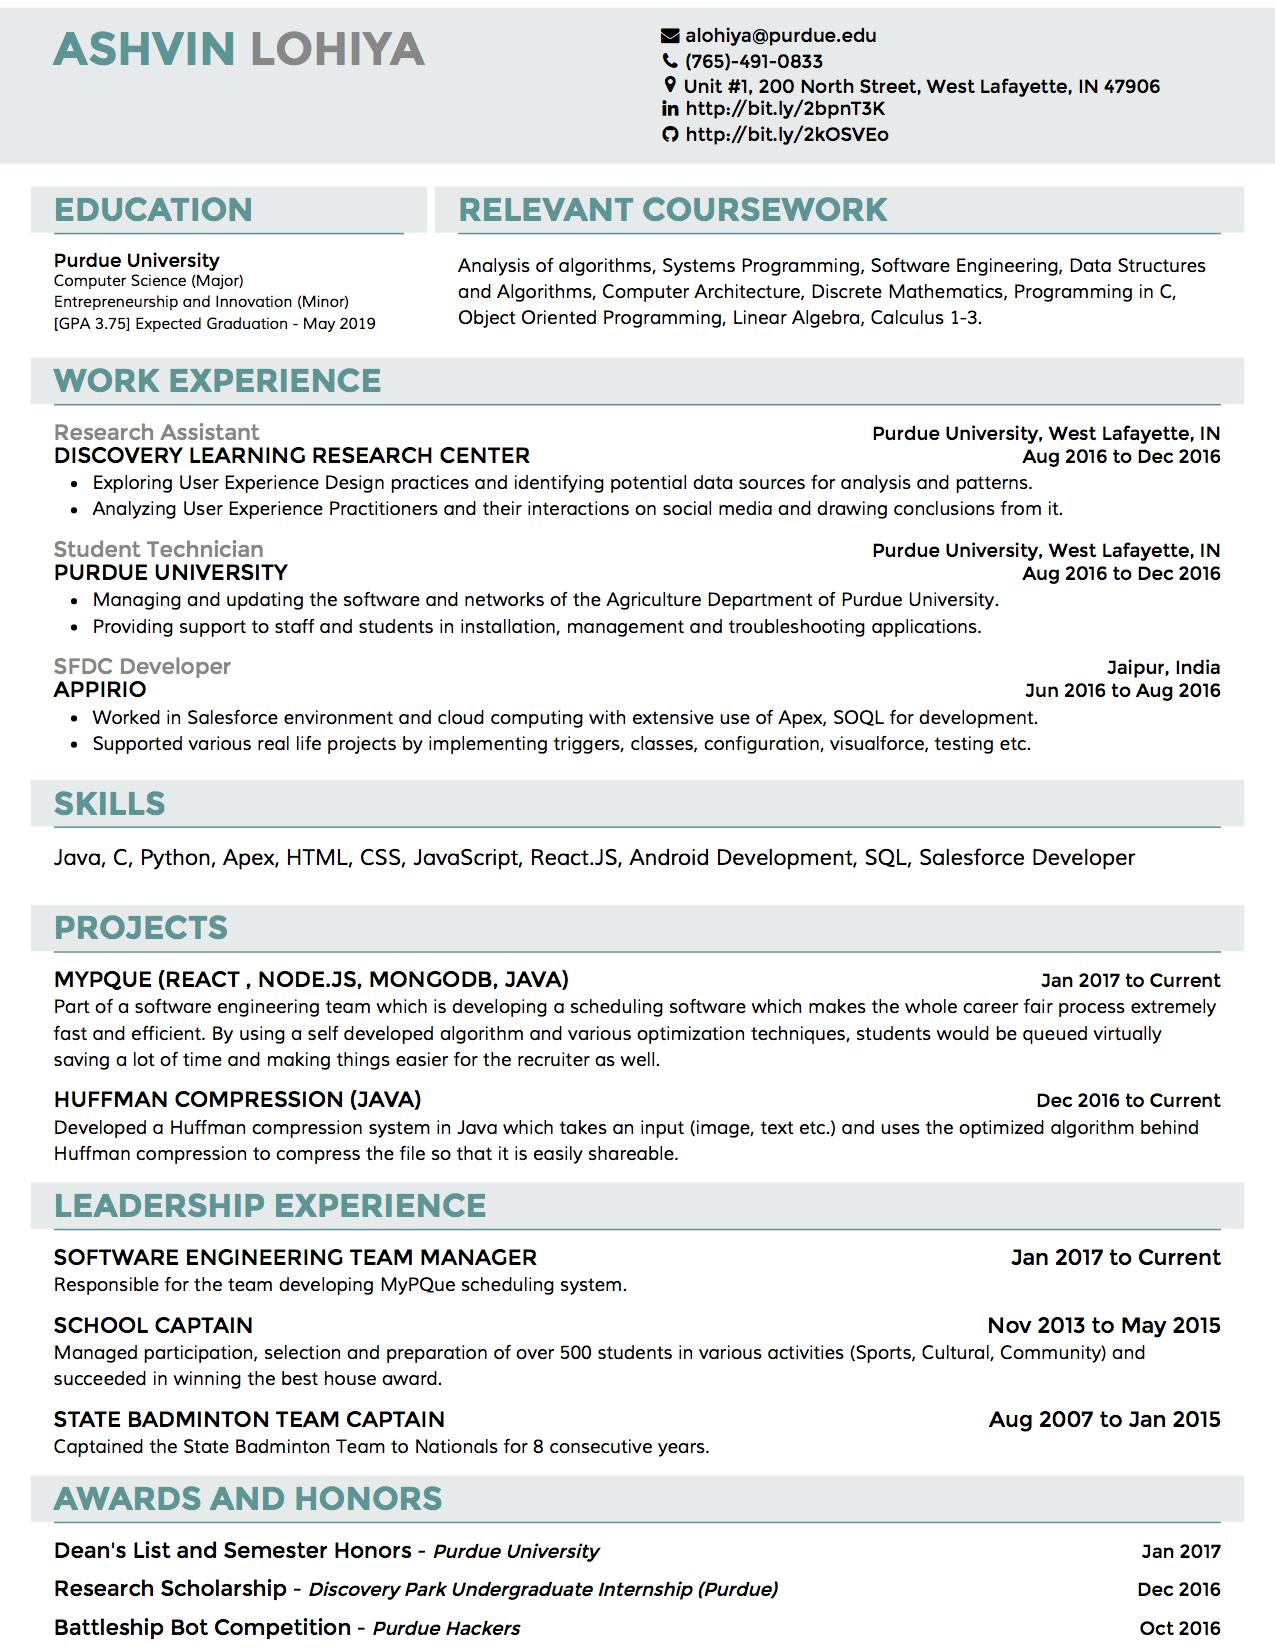 ASHVIN LOHIYA
alohiya@purdue.edu
(765)-491-0833
Unit #1, 200 North Street, West Lafayette, IN 47906
http://bit.ly/2bpnT3K
http://bit.ly/2kOSVEo
EDUCATION
Purdue University
Computer Science (Major)
Entrepreneurship and Innovation (Minor)
[GPA 3.75] Expected Graduation - May 2019
RELEVANT COURSEWORK
Analysis of algorithms, Systems Programming, Software Engineering, Data Structures
and Algorithms, Computer Architecture, Discrete Mathematics, Programming in C,
Object Oriented Programming, Linear Algebra, Calculus 1-3.
WORK EXPERIENCE
Research Assistant Purdue University, West Lafayette, IN
DISCOVERY LEARNING RESEARCH CENTER Aug 2016 to Dec 2016
• Exploring User Experience Design practices and identifying potential data sources for analysis and patterns.
• Analyzing User Experience Practitioners and their interactions on social media and drawing conclusions from it.
Student Technician Purdue University, West Lafayette, IN
PURDUE UNIVERSITY Aug 2016 to Dec 2016
• Managing and updating the software and networks of the Agriculture Department of Purdue University.
• Providing support to staff and students in installation, management and troubleshooting applications.
SFDC Developer Jaipur, India
APPIRIO Jun 2016 to Aug 2016
• Worked in Salesforce environment and cloud computing with extensive use of Apex, SOQL for development.
• Supported various real life projects by implementing triggers, classes, configuration, visualforce, testing etc.
SKILLS
Java, C, Python, Apex, HTML, CSS, JavaScript, React.JS, Android Development, SQL, Salesforce Developer
PROJECTS
MYPQUE (REACT , NODE.JS, MONGODB, JAVA) Jan 2017 to Current
Part of a software engineering team which is developing a scheduling software which makes the whole career fair process extremely
fast and efficient. By using a self developed algorithm and various optimization techniques, students would be queued virtually
saving a lot of time and making things easier for the recruiter as well.
HUFFMAN COMPRESSION (JAVA) Dec 2016 to Current
Developed a Huffman compression system in Java which takes an input (image, text etc.) and uses the optimized algorithm behind
Huffman compression to compress the file so that it is easily shareable.
LEADERSHIP EXPERIENCE
SOFTWARE ENGINEERING TEAM MANAGER Jan 2017 to Current
Responsible for the team developing MyPQue scheduling system.
SCHOOL CAPTAIN Nov 2013 to May 2015
Managed participation, selection and preparation of over 500 students in various activities (Sports, Cultural, Community) and
succeeded in winning the best house award.
STATE BADMINTON TEAM CAPTAIN Aug 2007 to Jan 2015
Captained the State Badminton Team to Nationals for 8 consecutive years.
AWARDS AND HONORS
Dean's List and Semester Honors - Purdue University Jan 2017
Research Scholarship - Discovery Park Undergraduate Internship (Purdue) Dec 2016
Battleship Bot Competition - Purdue Hackers Oct 2016